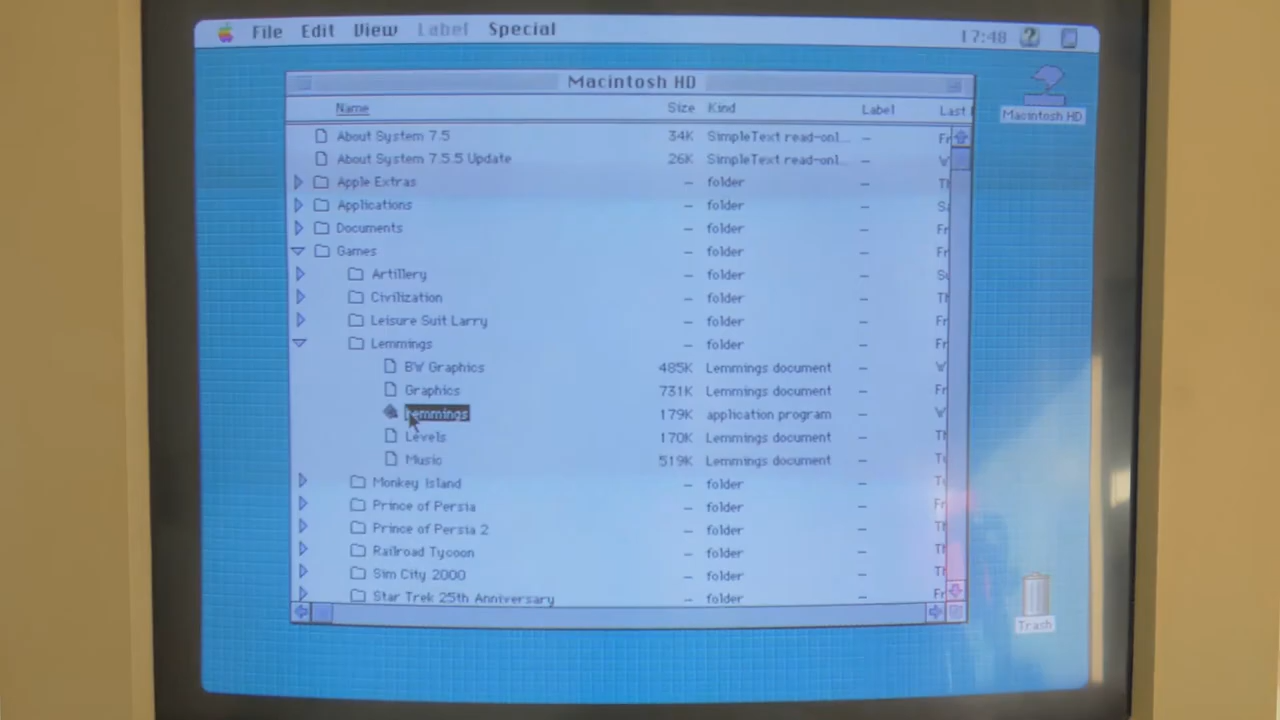 File Edit View Label Special 17:48
Macintosh HD
Macintosh HD
Name Size Kind Label Last
About System 7.5 34K SimpleText read-onl... –
About System 7.5.5 Update 26K SimpleText read-onl... –
Apple Extras – folder –
Applications – folder –
Documents – folder –
Games – folder –
Artillery – folder –
Civilization – folder –
Leisure Suit Larry – folder –
Lemmings – folder –
BW Graphics 485K Lemmings document –
Graphics 731K Lemmings document –
Lemmings 179K application program –
Levels 170K Lemmings document –
Music 519K Lemmings document –
Monkey Island – folder –
Prince of Persia – folder –
Prince of Persia 2 – folder –
Railroad Tycoon – folder –
Sim City 2000 – folder –
Star Trek 25th Anniversary – folder –
Trash